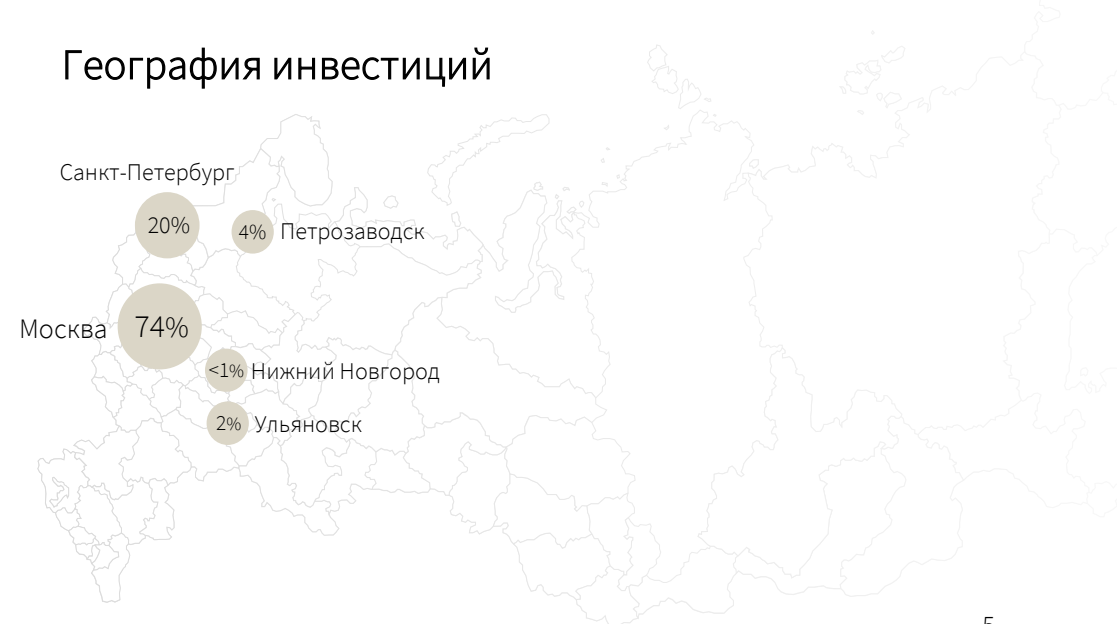 География инвестиций
Санкт-Петербург
20%
4% Петрозаводск
Москва 74%
<1% Нижний Новгород
2% Ульяновск
5